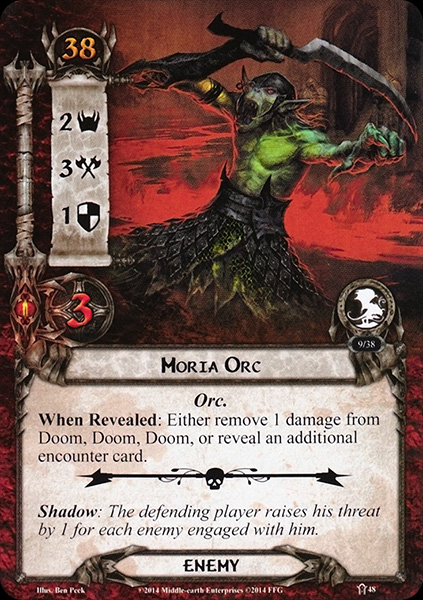 38
2
3
1
3
9/38
Moria Orc
Orc.
When Revealed: Either remove 1 damage from
Doom, Doom, Doom, or reveal an additional
encounter card.
Shadow: The defending player raises his threat
by 1 for each enemy engaged with him.
ENEMY
Illus. Ben Peck
©2014 Middle-earth Enterprises ©2014 FFG
48